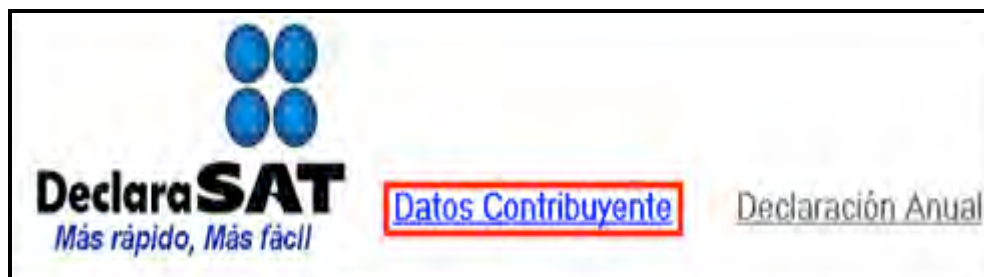 DeclaraSAT
Más rápido, Más fácil
Datos Contribuyente
Declaración Anual